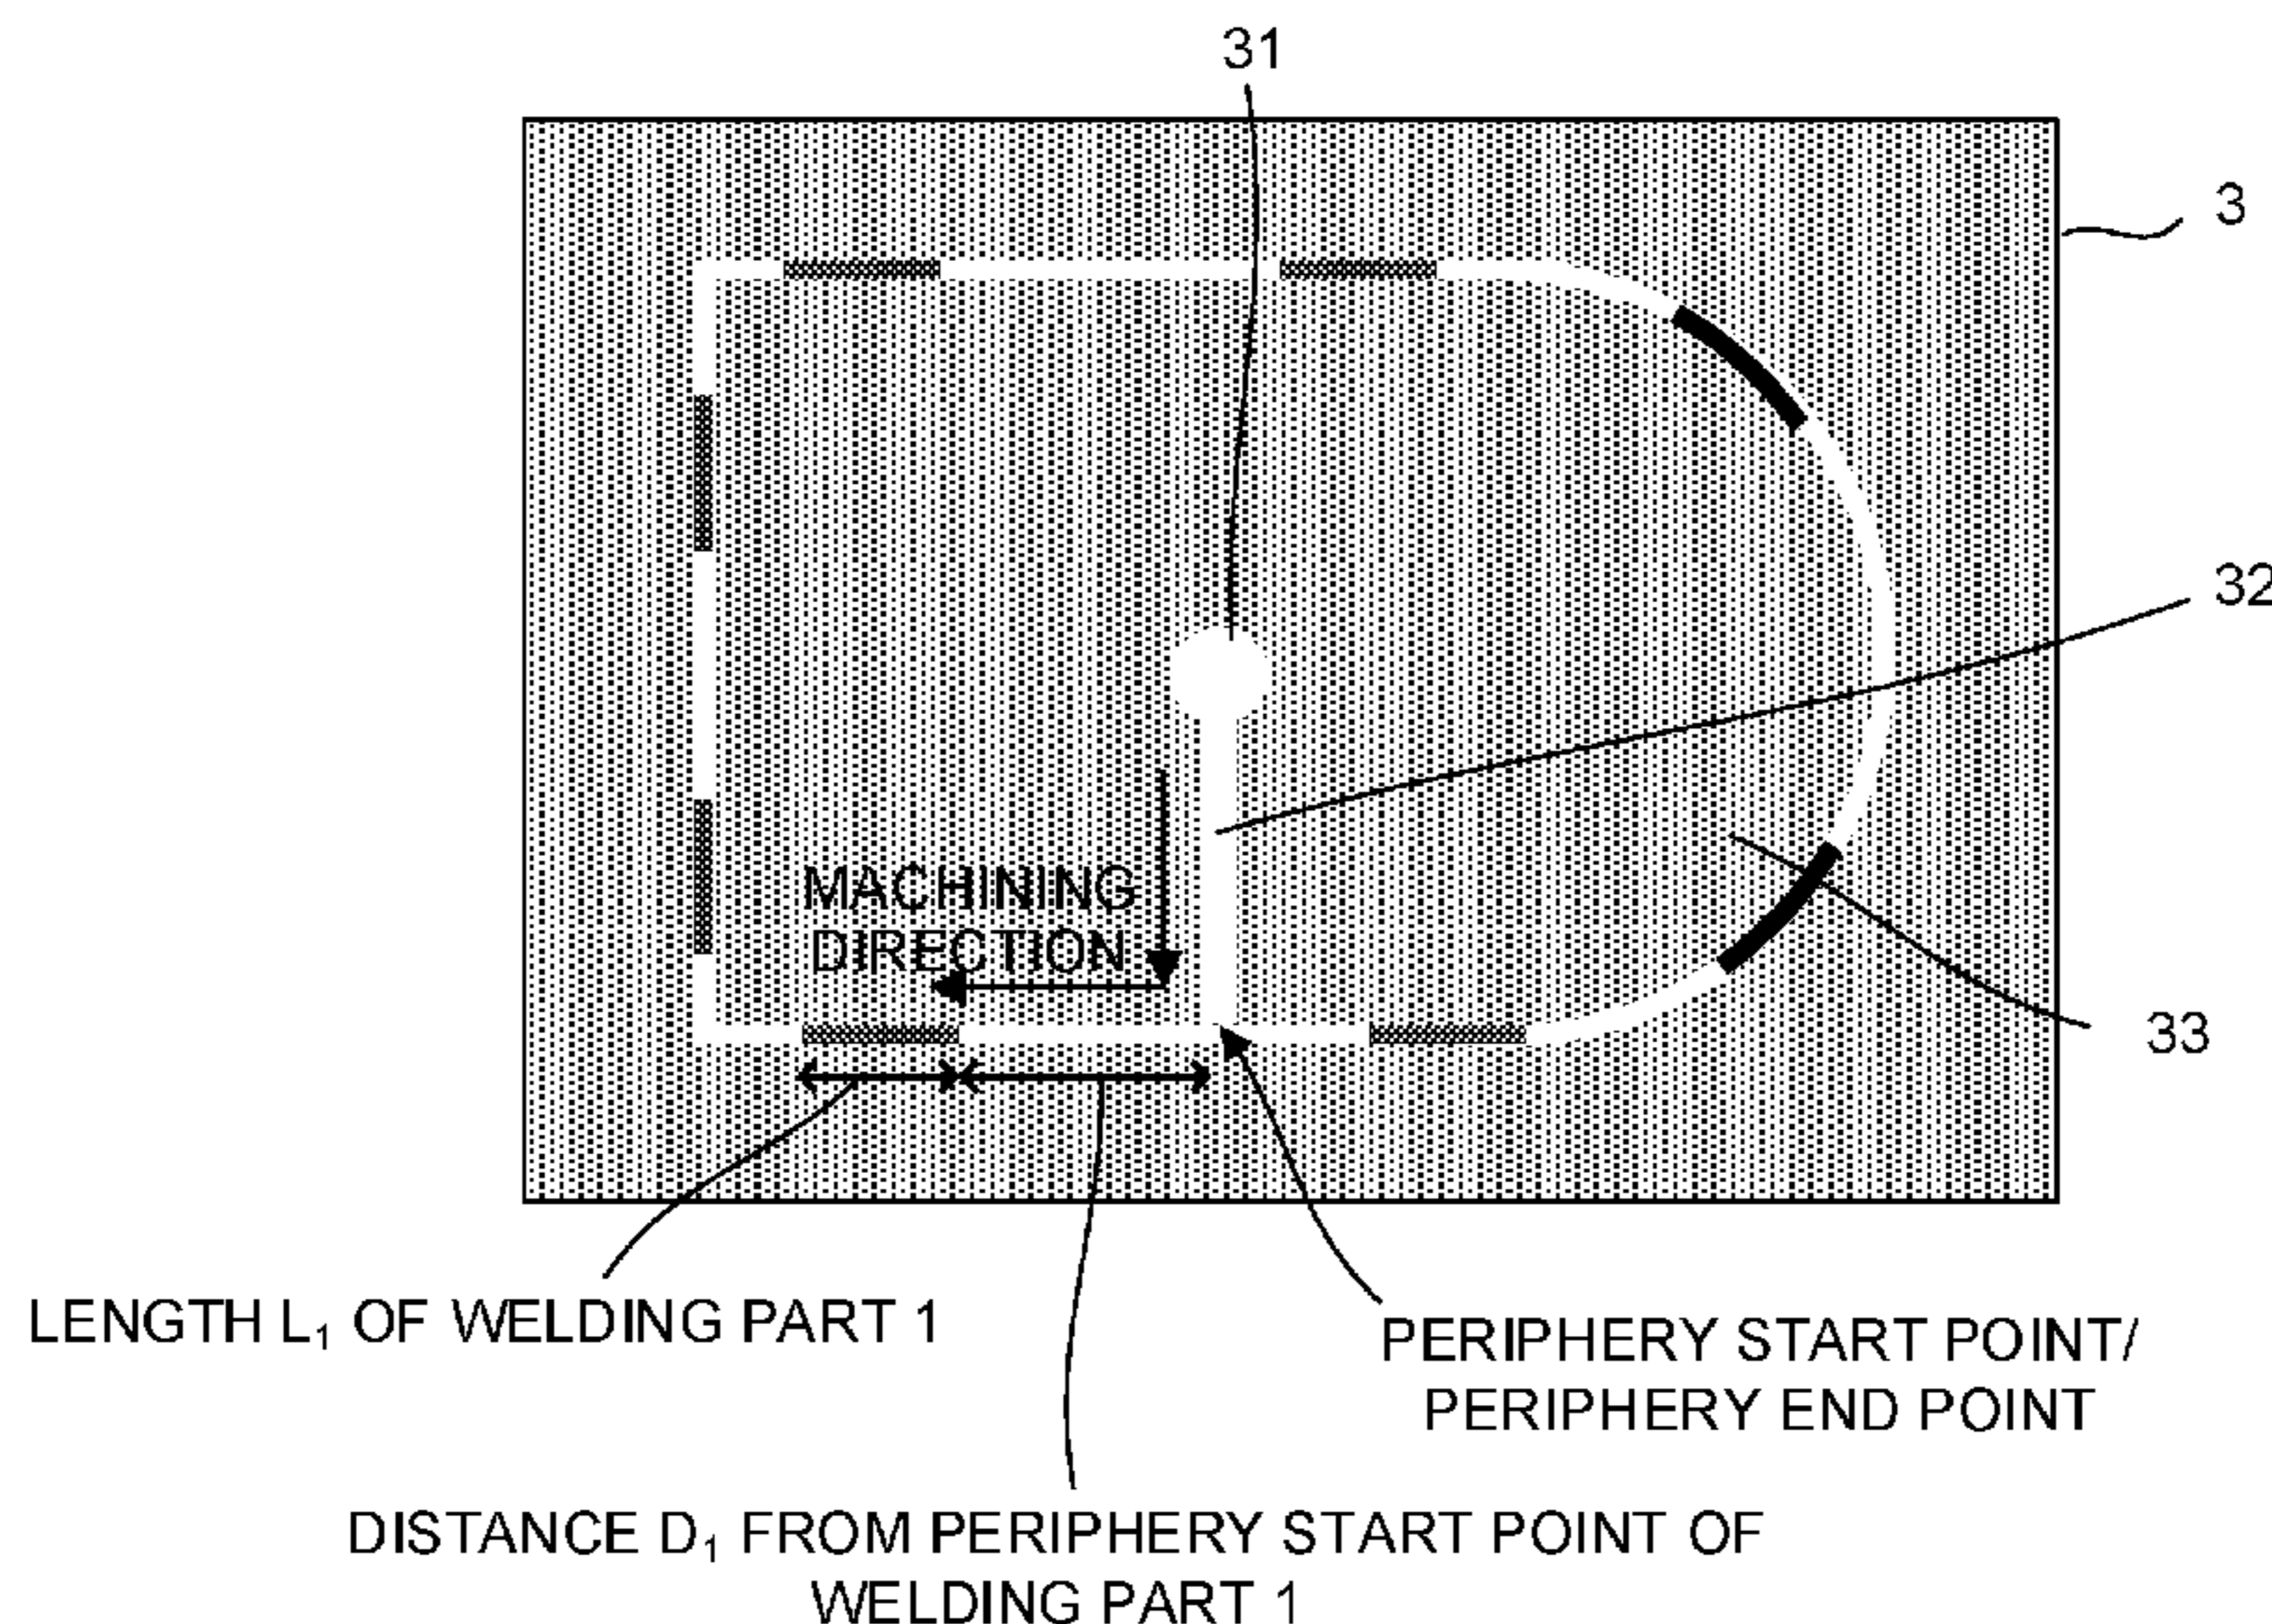 31
3
32
MACHINING
DIRECTION
33
LENGTH L₁ OF WELDING PART 1
PERIPHERY START POINT/
PERIPHERY END POINT
DISTANCE D₁ FROM PERIPHERY START POINT OF
WELDING PART 1